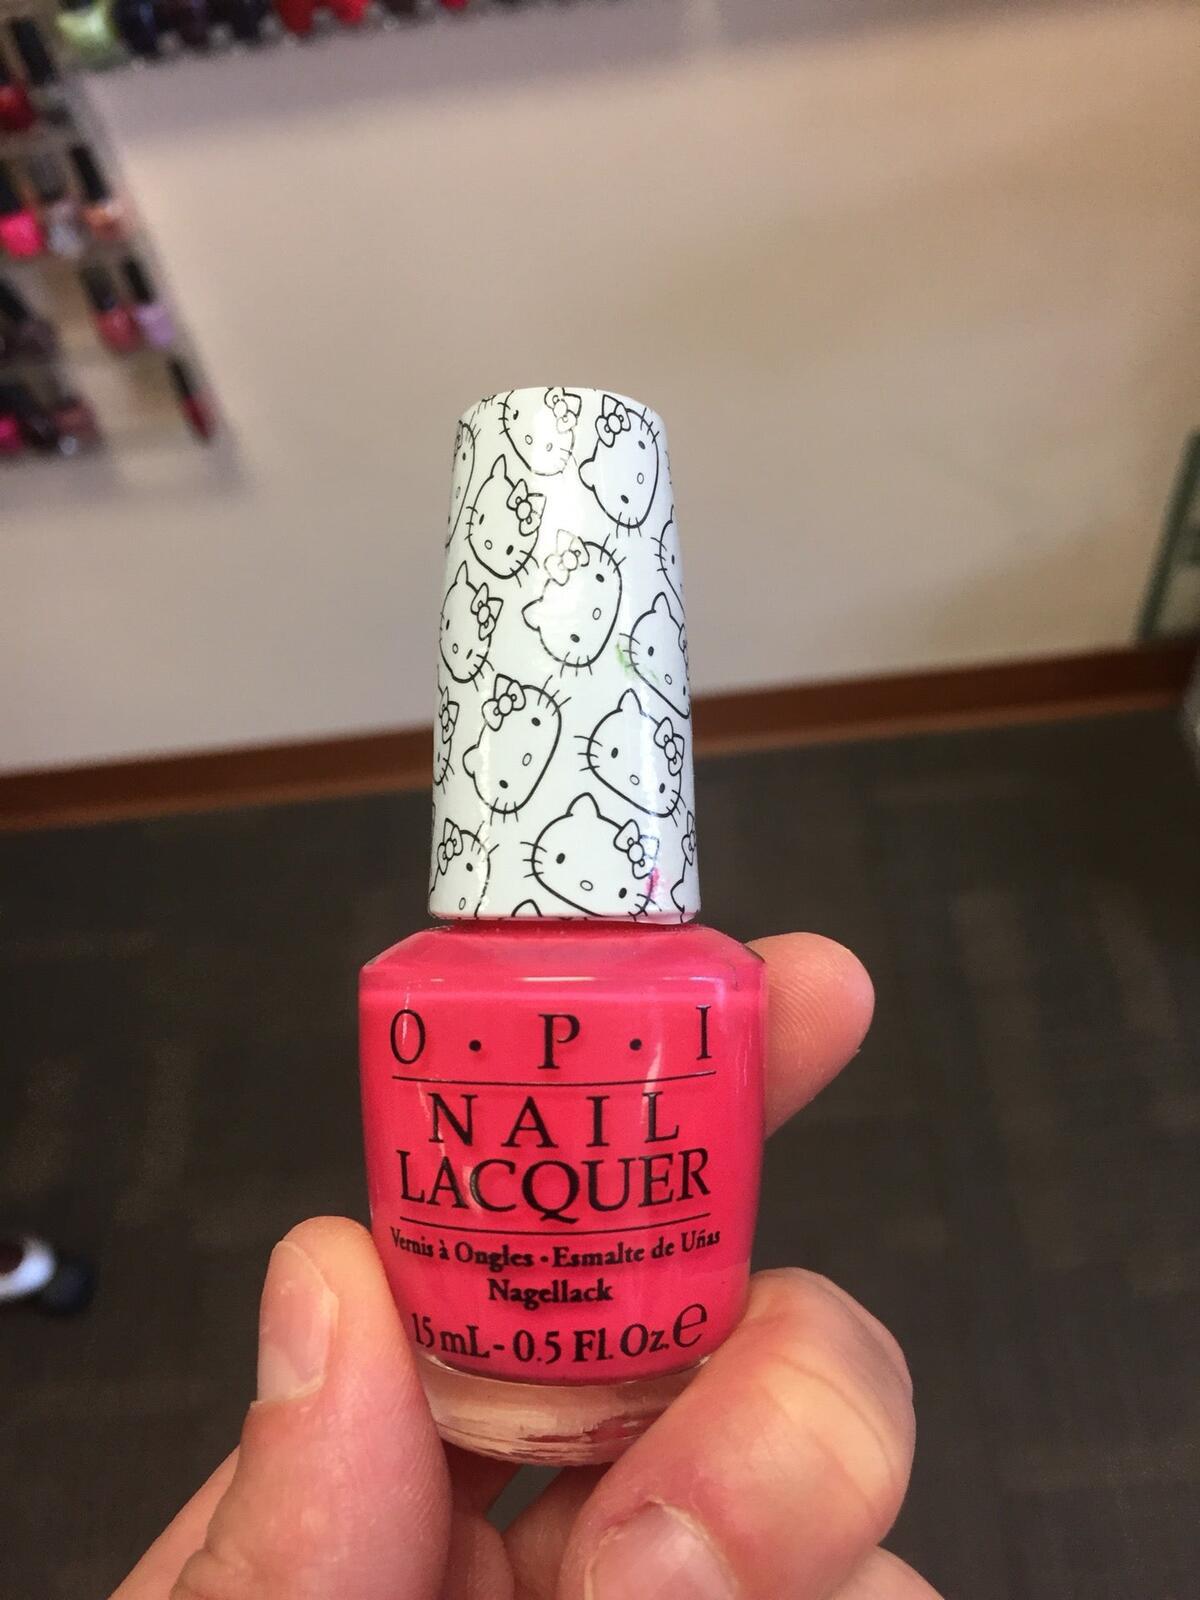 O · P · I
NAIL
LACQUER
Vernis à Ongles · Esmalte de Uñas
Nagellack
15 mL - 0.5 Fl. Oz. ℮